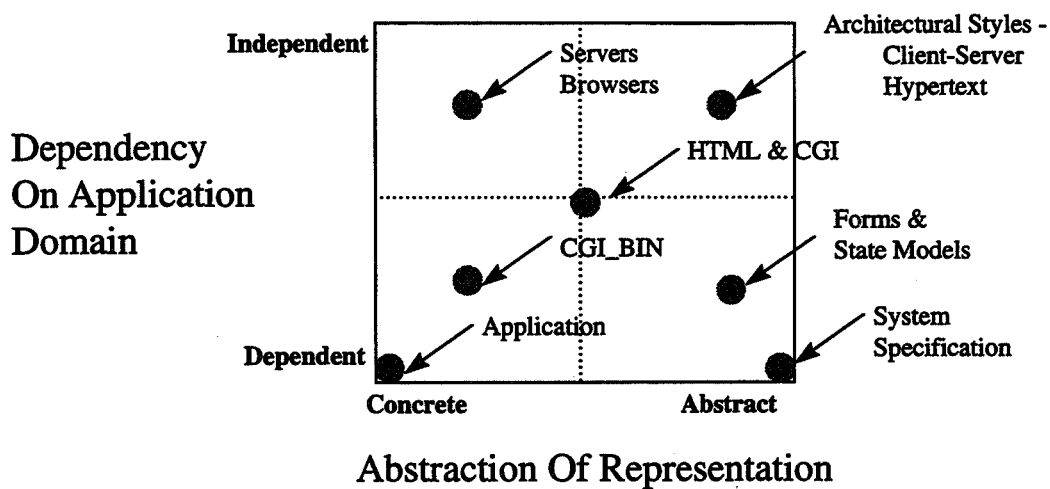 Independent
Servers
Browsers
Architectural Styles -
Client-Server
Hypertext
Dependency
On Application
Domain
HTML & CGI
CGI_BIN
Forms &
State Models
Application
System
Specification
Dependent
Concrete
Abstract
Abstraction Of Representation